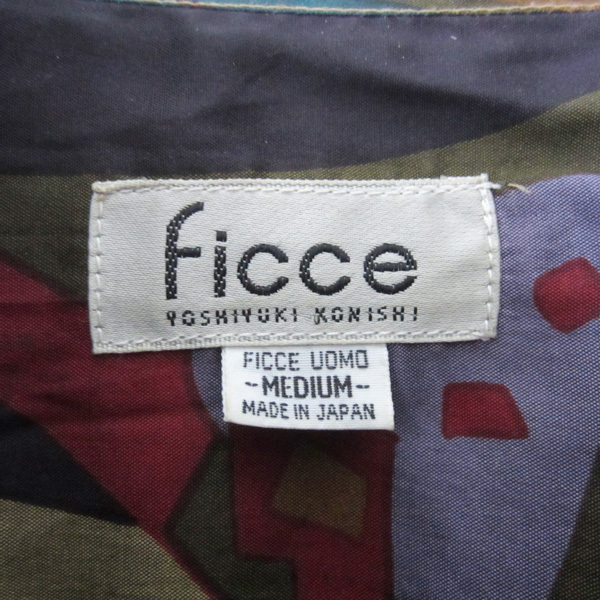 ficce
YOSHIYUKI KONISHI
FICCE UOMO
-MEDIUM-
MADE IN JAPAN